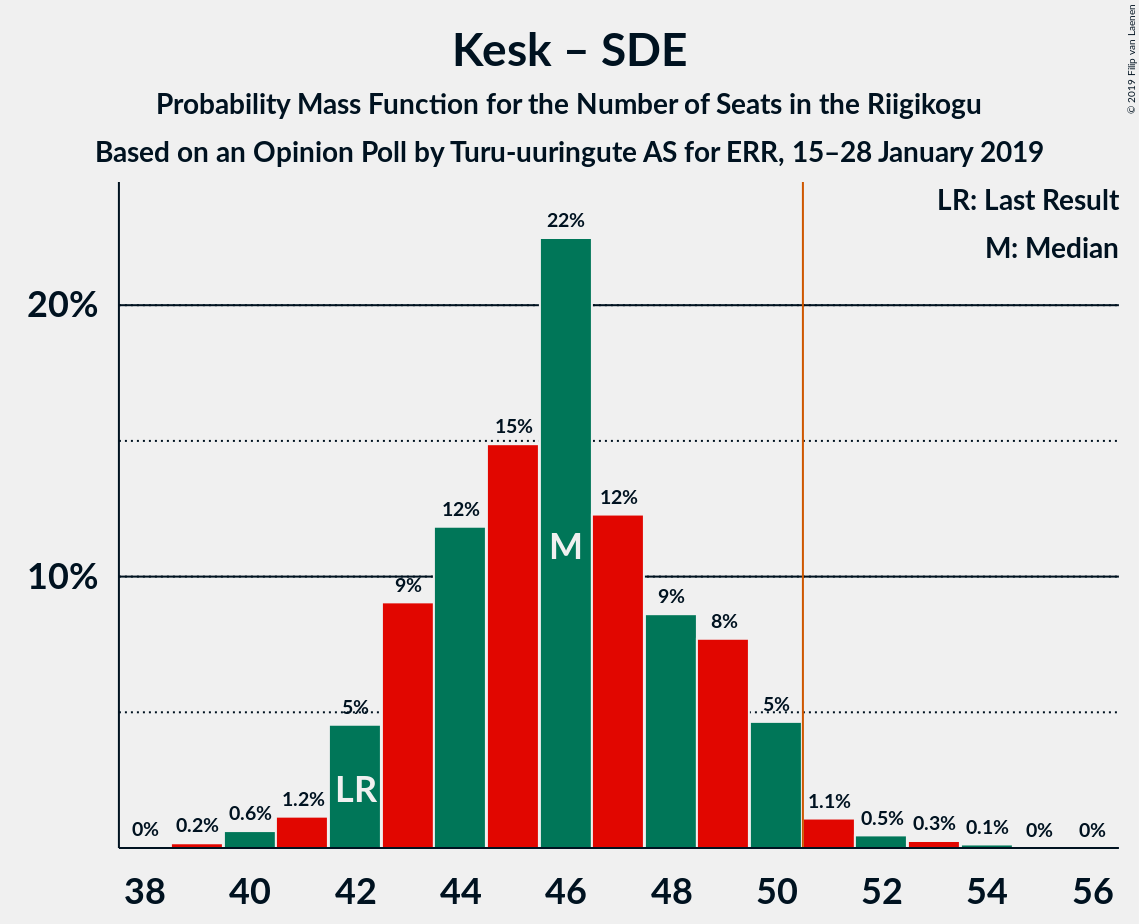 Kesk – SDE
Probability Mass Function for the Number of Seats in the Riigikogu
Based on an Opinion Poll by Turu-uuringute AS for ERR, 15–28 January 2019
© 2019 Filip van Laenen
LR: Last Result
M: Median
20%
10%
0%
0.2%
0.6%
1.2%
5%
9%
12%
15%
22%
12%
9%
8%
5%
1.1%
0.5%
0.3%
0.1%
0%
0%
LR
M
38 40 42 44 46 48 50 52 54 56